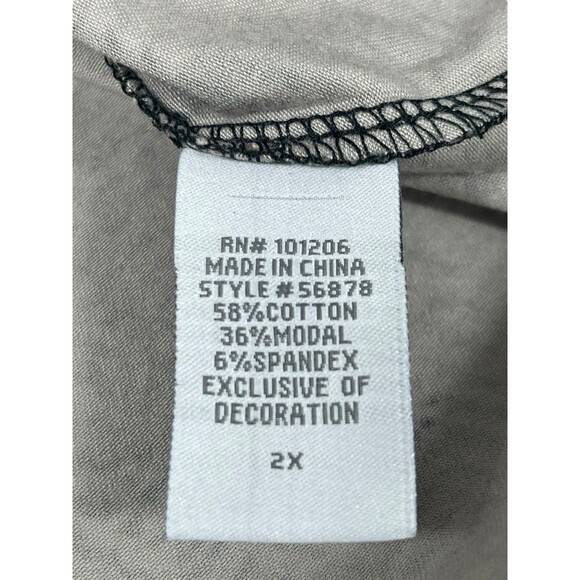 RN# 101206
MADE IN CHINA
STYLE #56878
58%COTTON
36%MODAL
6%SPANDEX
EXCLUSIVE OF
DECORATION
2X